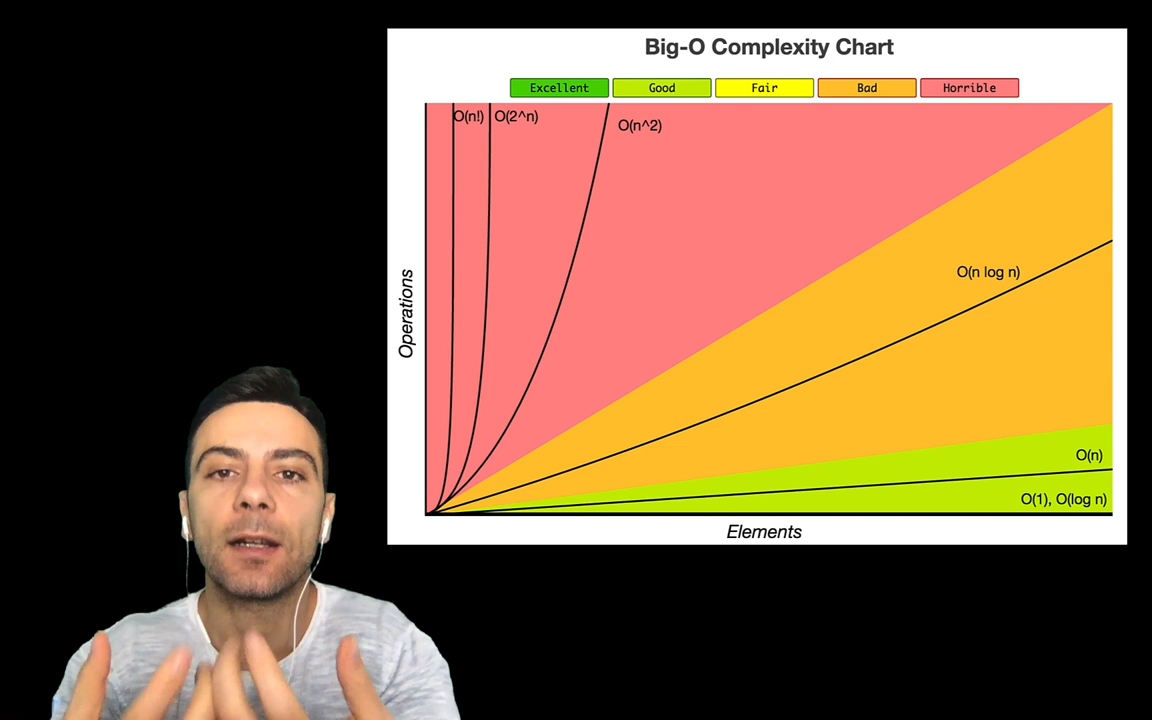 Big-O Complexity Chart
Excellent Good Fair Bad Horrible
O(n!) O(2^n) O(n^2)
O(n log n)
O(n)
O(1), O(log n)
Operations
Elements